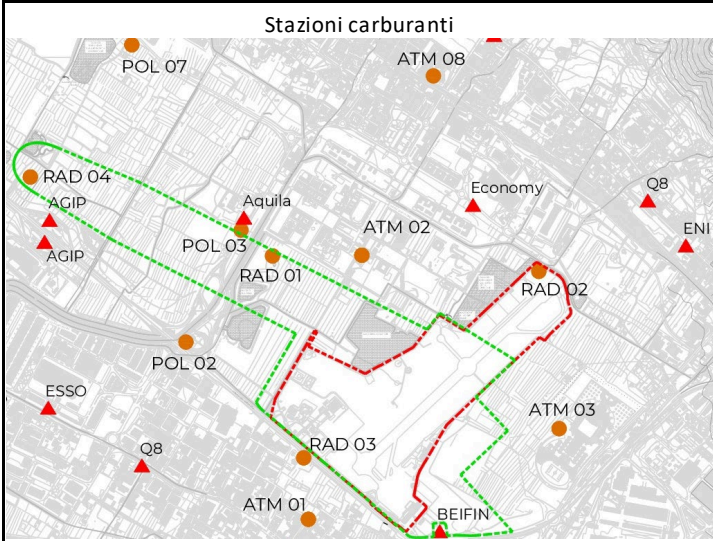 Stazioni carburanti
POL 07
ATM 08
RAD 04
AGIP
AGIP
Aquila
POL 03
RAD 01
ATM 02
Economy
Q8
ENI
RAD 02
POL 02
ESSO
Q8
RAD 03
ATM 03
ATM 01
BEIFIN